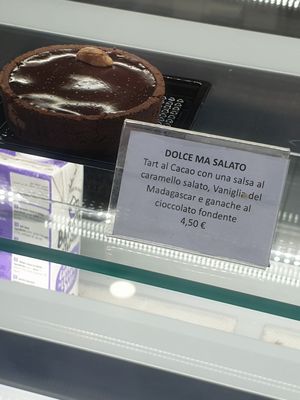 DOLCE MA SALATO
Tart al Cacao con una salsa al
caramello salato, Vaniglia del
Madagascar e ganache al
cioccolato fondente
4,50 €